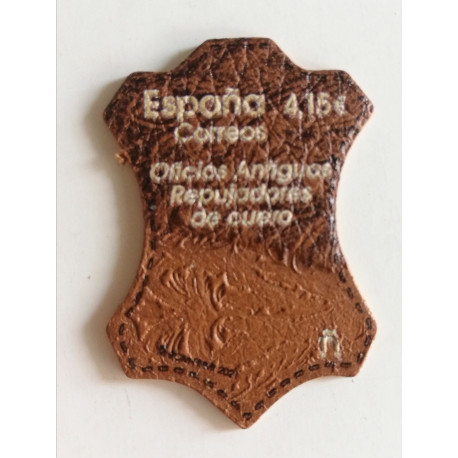 España 4,15€
Correos
Oficios Antiguos
Repujadores
de cuero